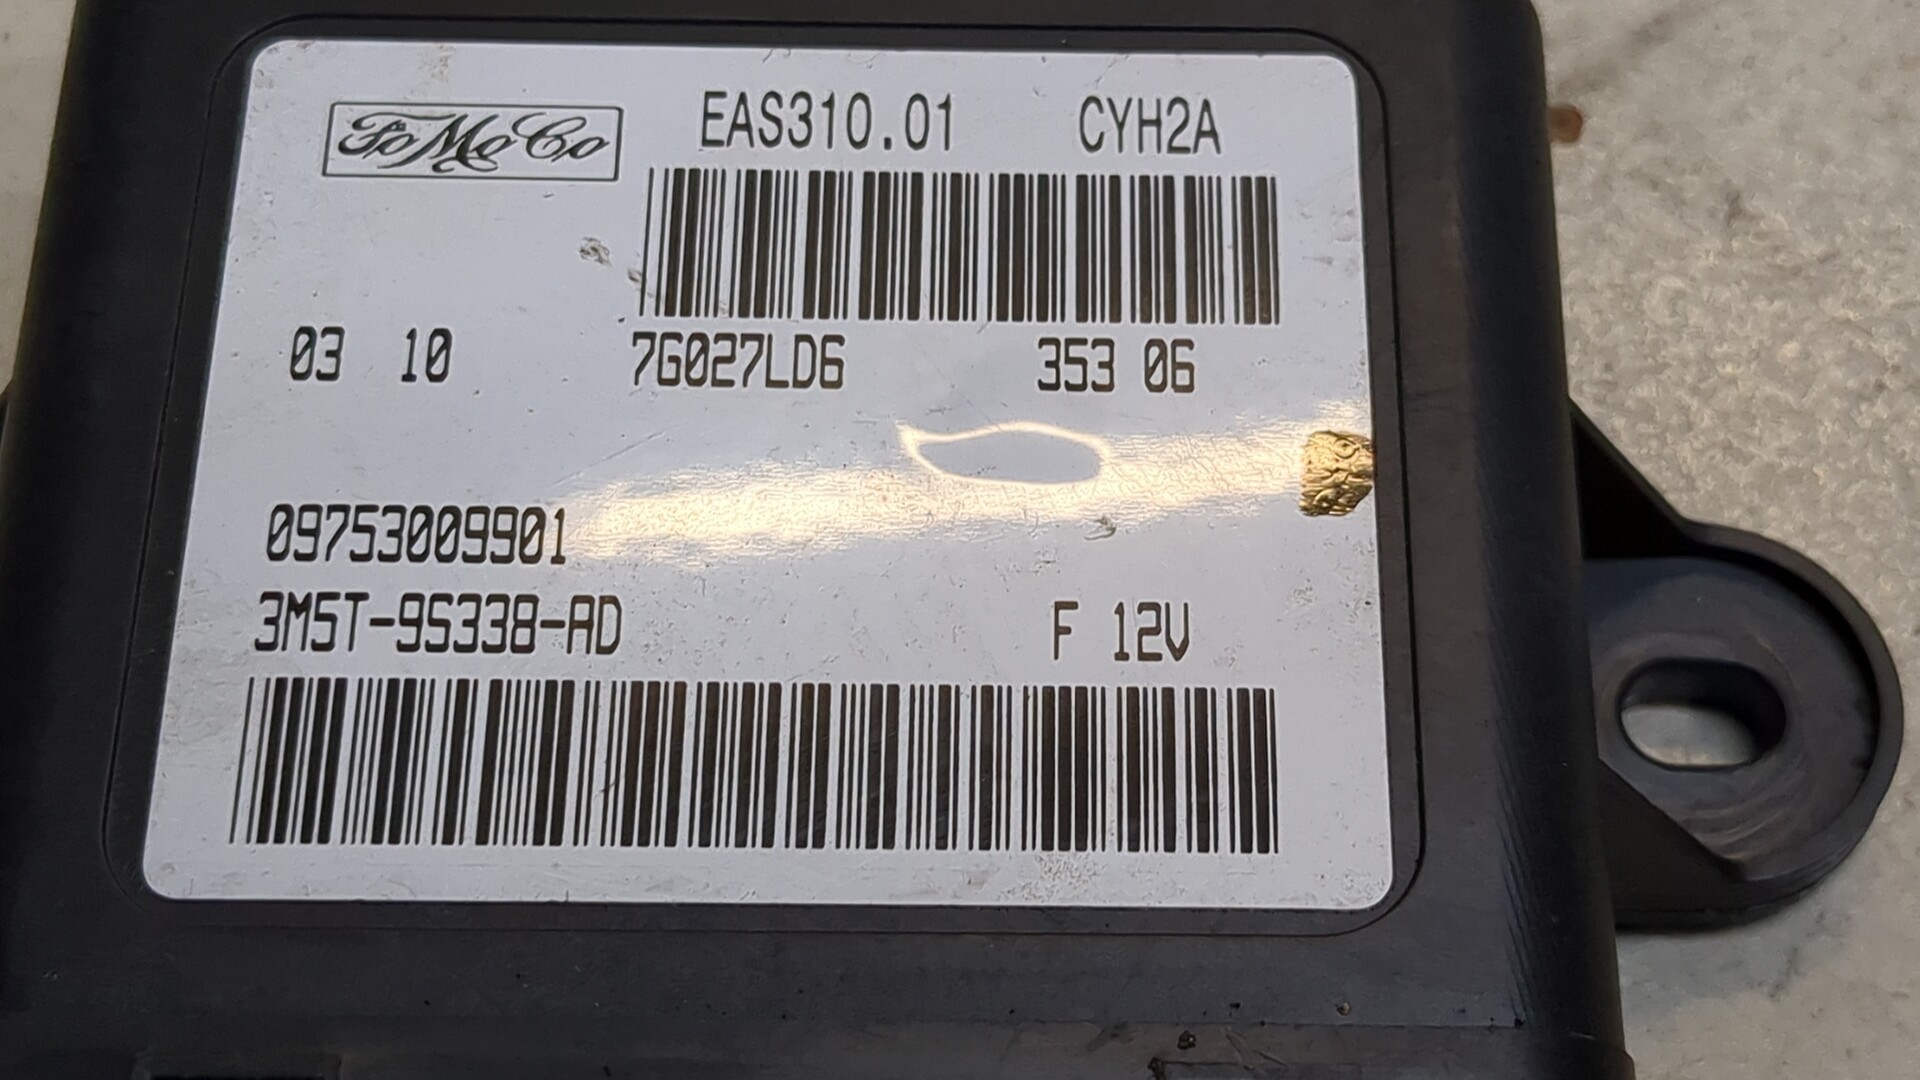 FoMoCo EAS310.01 CYH2A
03 10 7G027LD6 353 06
09753009901
3M5T-9S338-AD F 12V